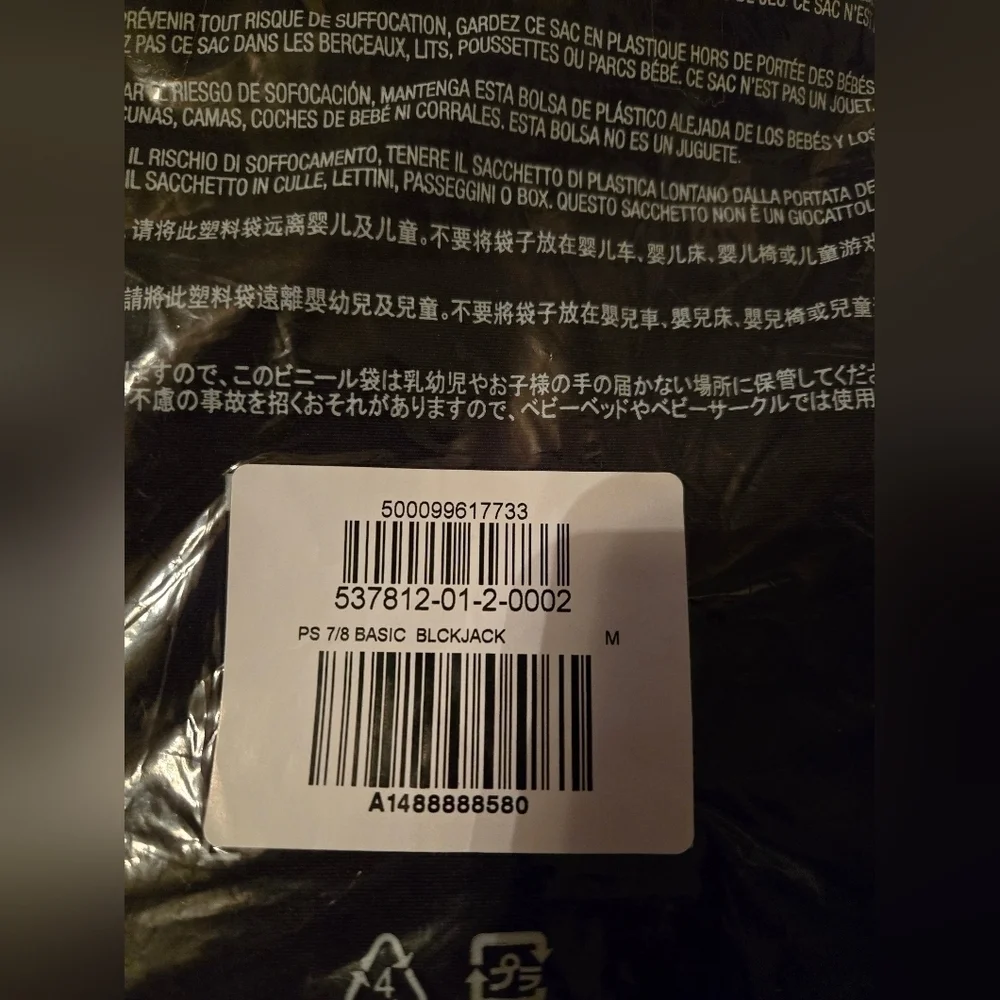 DE JEU. CE SAC N'EST
PRÉVENIR TOUT RISQUE DE SUFFOCATION, GARDEZ CE SAC EN PLASTIQUE HORS DE PORTÉE DES BÉBÉS
Z PAS CE SAC DANS LES BERCEAUX, LITS, POUSSETTES OU PARCS BÉBÉ. CE SAC N'EST PAS UN JOUET.
AR RIESGO DE SOFOCACIÓN, MANTENGA ESTA BOLSA DE PLÁSTICO ALEJADA DE LOS BEBÉS Y LOS
CUNAS, CAMAS, COCHES DE BEBÉ NI CORRALES. ESTA BOLSA NO ES UN JUGUETE.
IL RISCHIO DI SOFFOCAMENTO, TENERE IL SACCHETTO DI PLASTICA LONTANO DALLA PORTATA DE
IL SACCHETTO IN CULLE, LETTINI, PASSEGGINI O BOX. QUESTO SACCHETTO NON È UN GIOCATTOL
请将此塑料袋远离婴儿及儿童。不要将袋子放在婴儿车、婴儿床、婴儿椅或儿童游戏
請將此塑料袋遠離嬰幼兒及兒童。不要將袋子放在嬰兒車、嬰兒床、嬰兒椅或兒童
ますので、このビニール袋は乳幼児やお子様の手の届かない場所に保管してくださ
不慮の事故を招くおそれがありますので、ベビーベッドやベビーサークルでは使用
500099617733
537812-01-2-0002
PS 7/8 BASIC BLCKJACK M
A1488888580
4 プラ